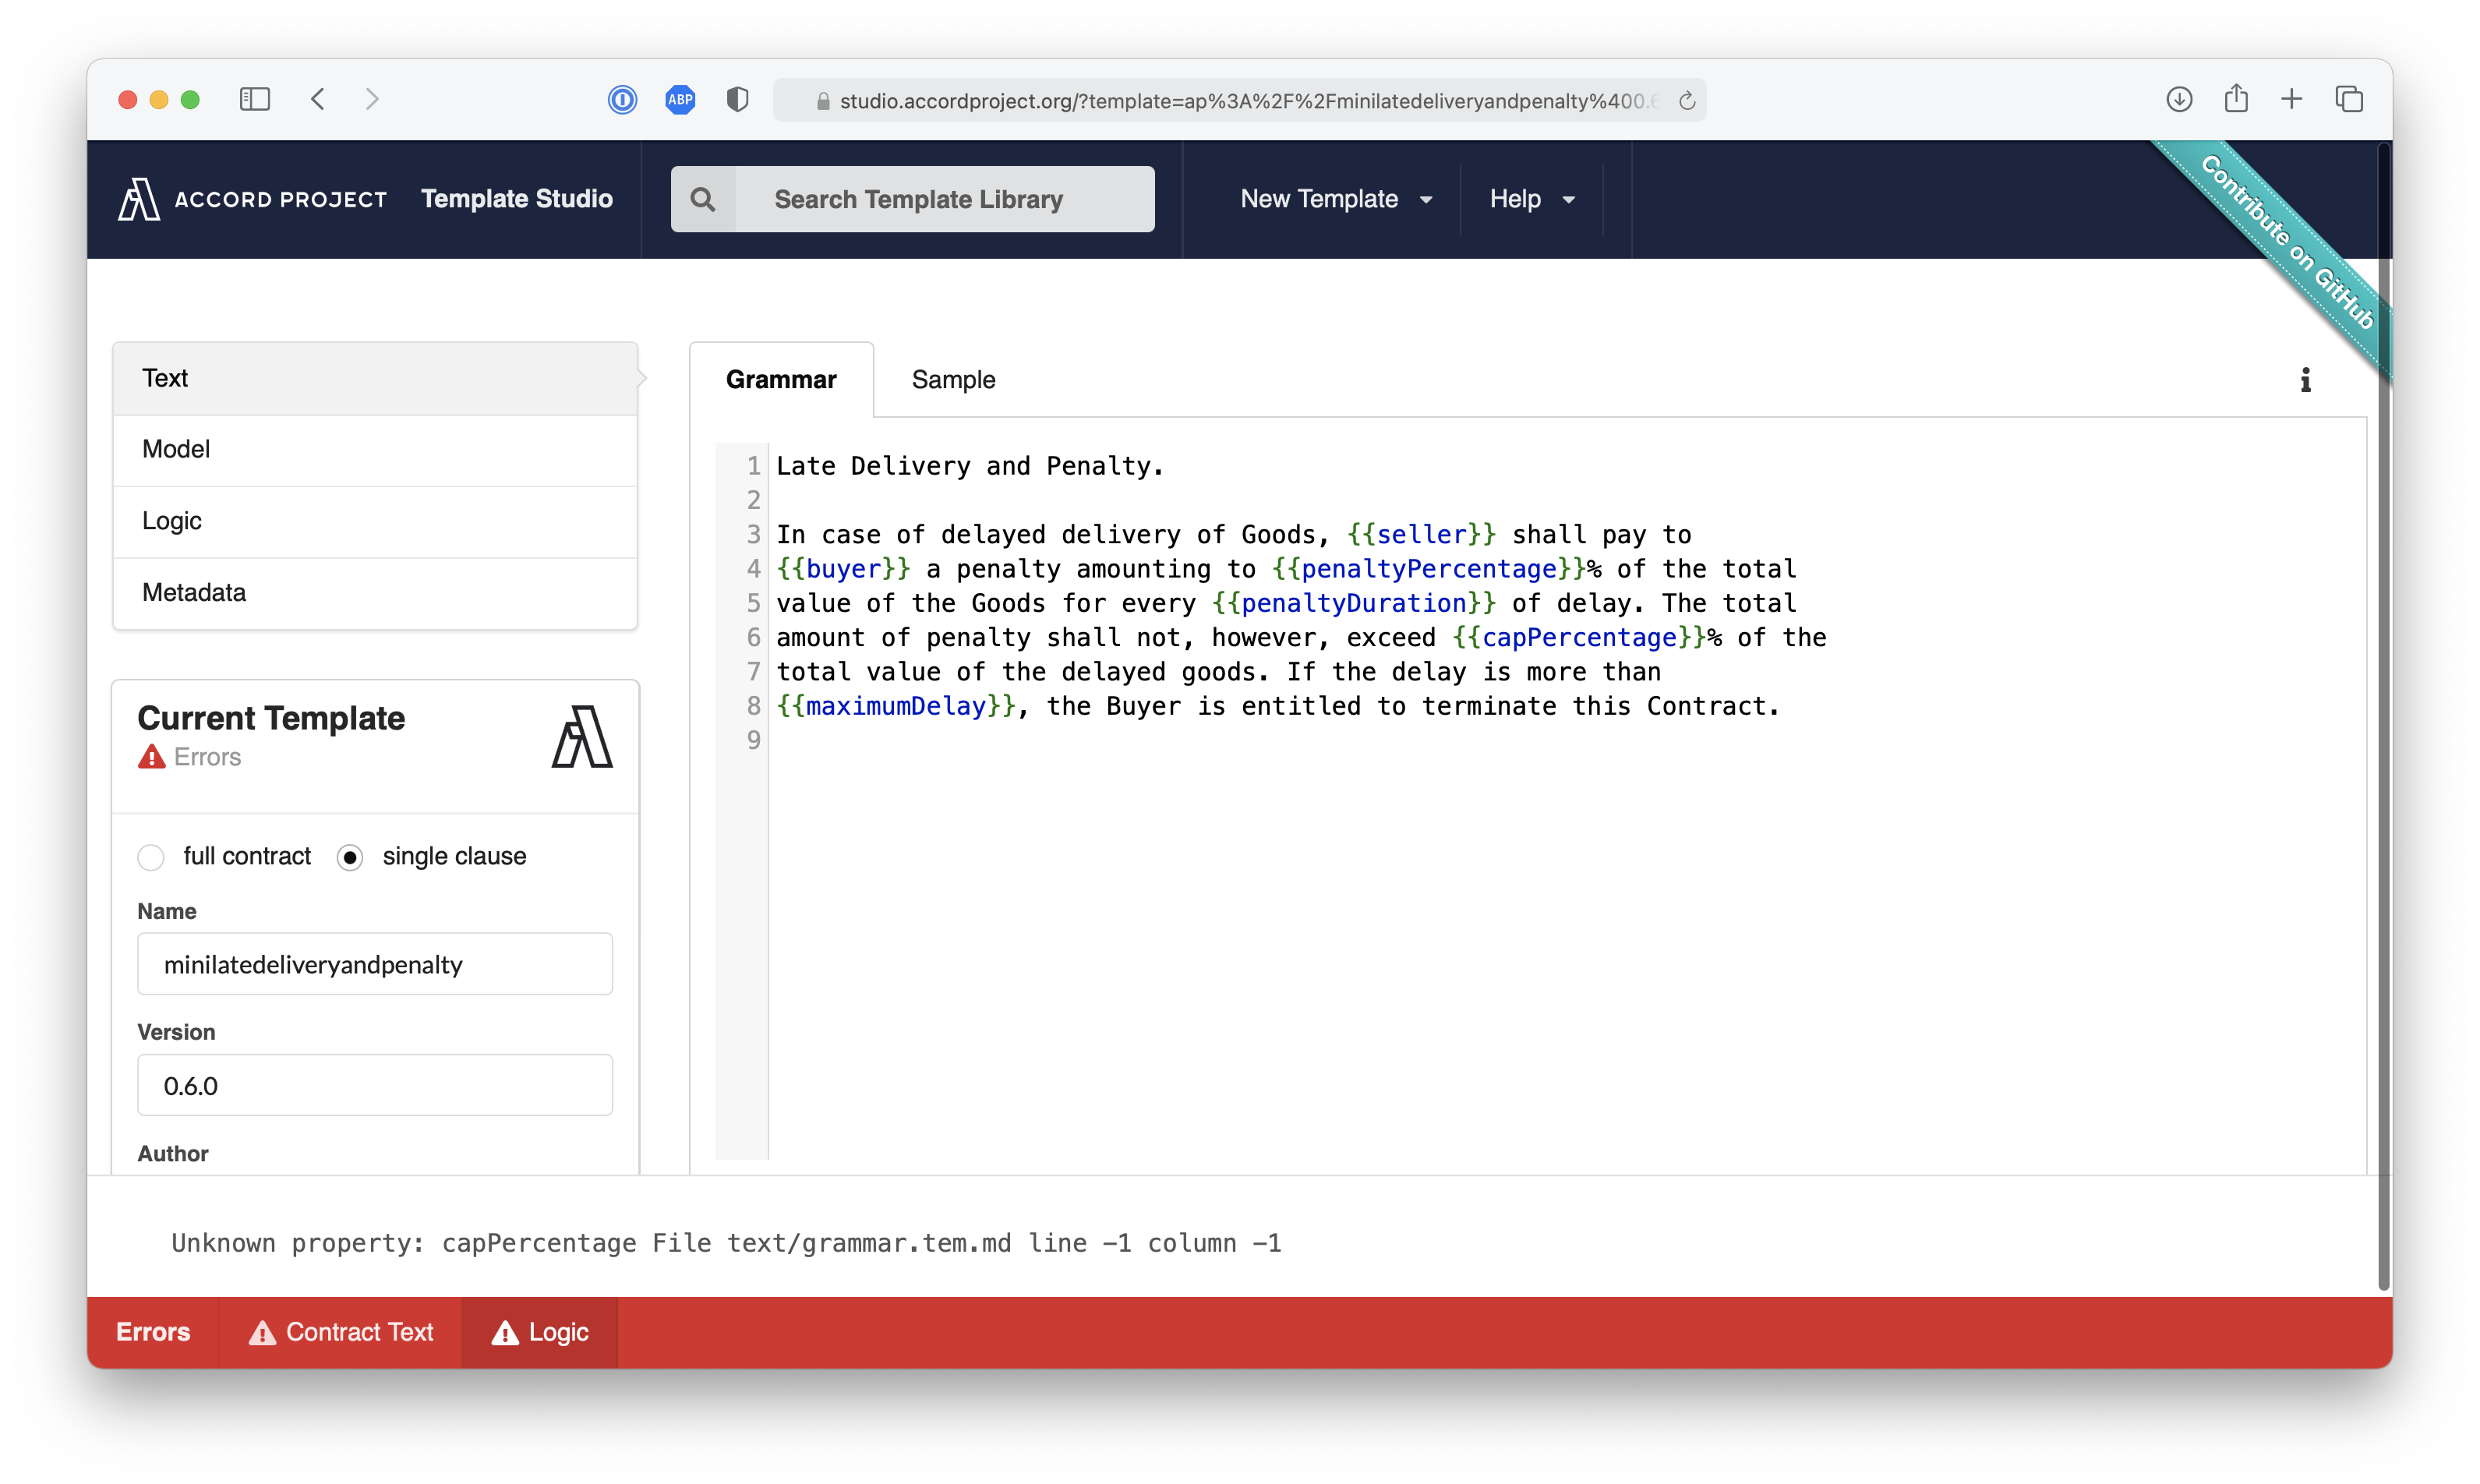 ABP
studio.accordproject.org/?template=ap%3A%2F%2Fminilatedeliveryandpenalty%400.6
ACCORD PROJECT
Template Studio
Search Template Library
New Template
Help
Contribute on GitHub
Text
Model
Logic
Metadata
Current Template
Errors
full contract
single clause
Name
minilatedeliveryandpenalty
Version
0.6.0
Author
Grammar
Sample
1 Late Delivery and Penalty.
2
3 In case of delayed delivery of Goods, {{seller}} shall pay to
4 {{buyer}} a penalty amounting to {{penaltyPercentage}}% of the total
5 value of the Goods for every {{penaltyDuration}} of delay. The total
6 amount of penalty shall not, however, exceed {{capPercentage}}% of the
7 total value of the delayed goods. If the delay is more than
8 {{maximumDelay}}, the Buyer is entitled to terminate this Contract.
9
Unknown property: capPercentage File text/grammar.tem.md line -1 column -1
Errors
Contract Text
Logic